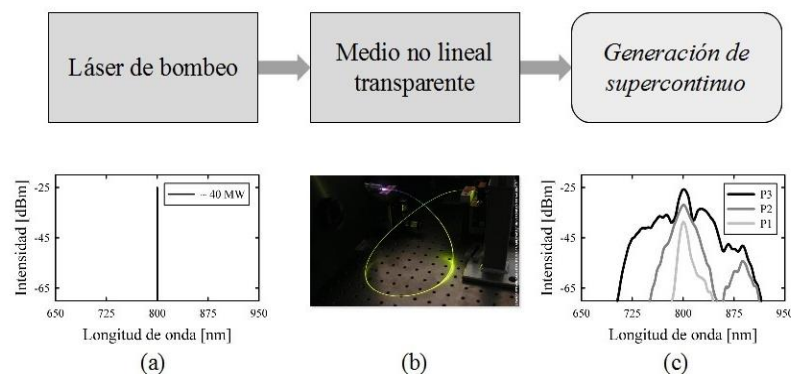 Láser de bombeo
Medio no lineal
transparente
Generación de
supercontinuo
Intensidad [dBm]
-25
-45
-65
~ 40 MW
650
725
800
875
950
Longitud de onda [nm]
(a)
(b)
Intensidad [dBm]
-25
-45
-65
P3
P2
P1
650
725
800
875
950
Longitud de onda [nm]
(c)